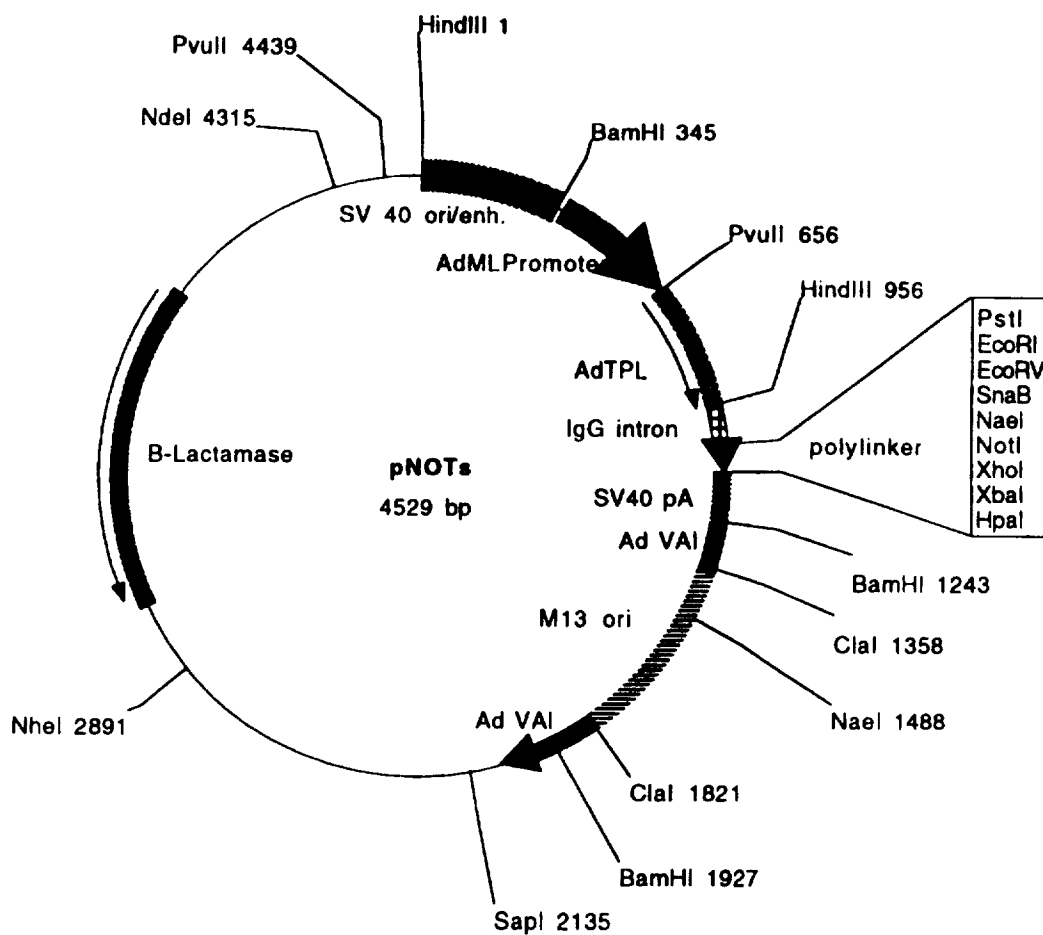 HindIII 1
PvuII 4439
NdeI 4315
BamHI 345
SV 40 ori/enh.
PvuII 656
AdMLPromote
HindIII 956
PstI
EcoRI
EcoRV
SnaB
NaeI
NotI
XhoI
XbaI
HpaI
AdTPL
IgG intron
polylinker
B-Lactamase
pNOTs
4529 bp
SV40 pA
Ad VAI
BamHI 1243
M13 ori
ClaI 1358
NheI 2891
Ad VAI
NaeI 1488
ClaI 1821
BamHI 1927
SapI 2135